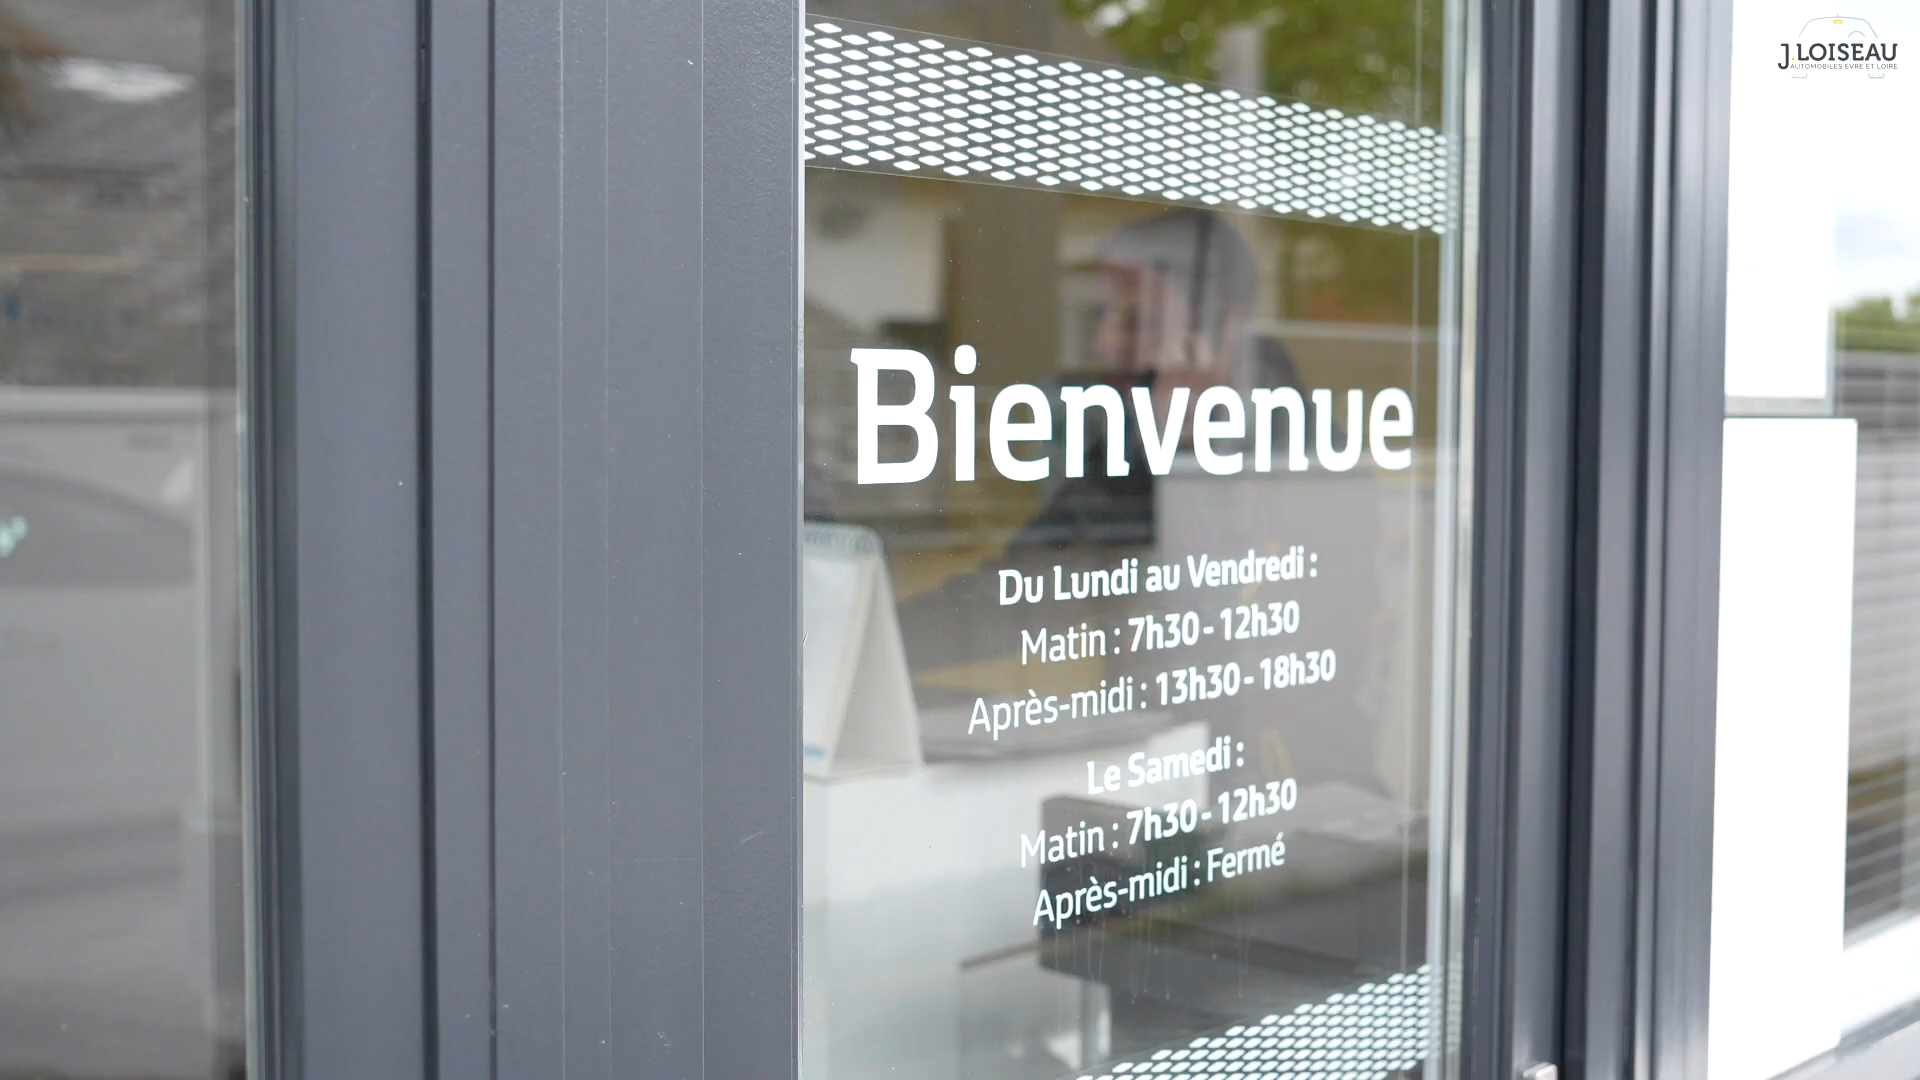 J.LOISEAU
AUTOMOBILES EVRE ET LOIRE
Bienvenue
Du Lundi au Vendredi :
Matin : 7h30 - 12h30
Après-midi : 13h30 - 18h30
Le Samedi :
Matin : 7h30 - 12h30
Après-midi : Fermé